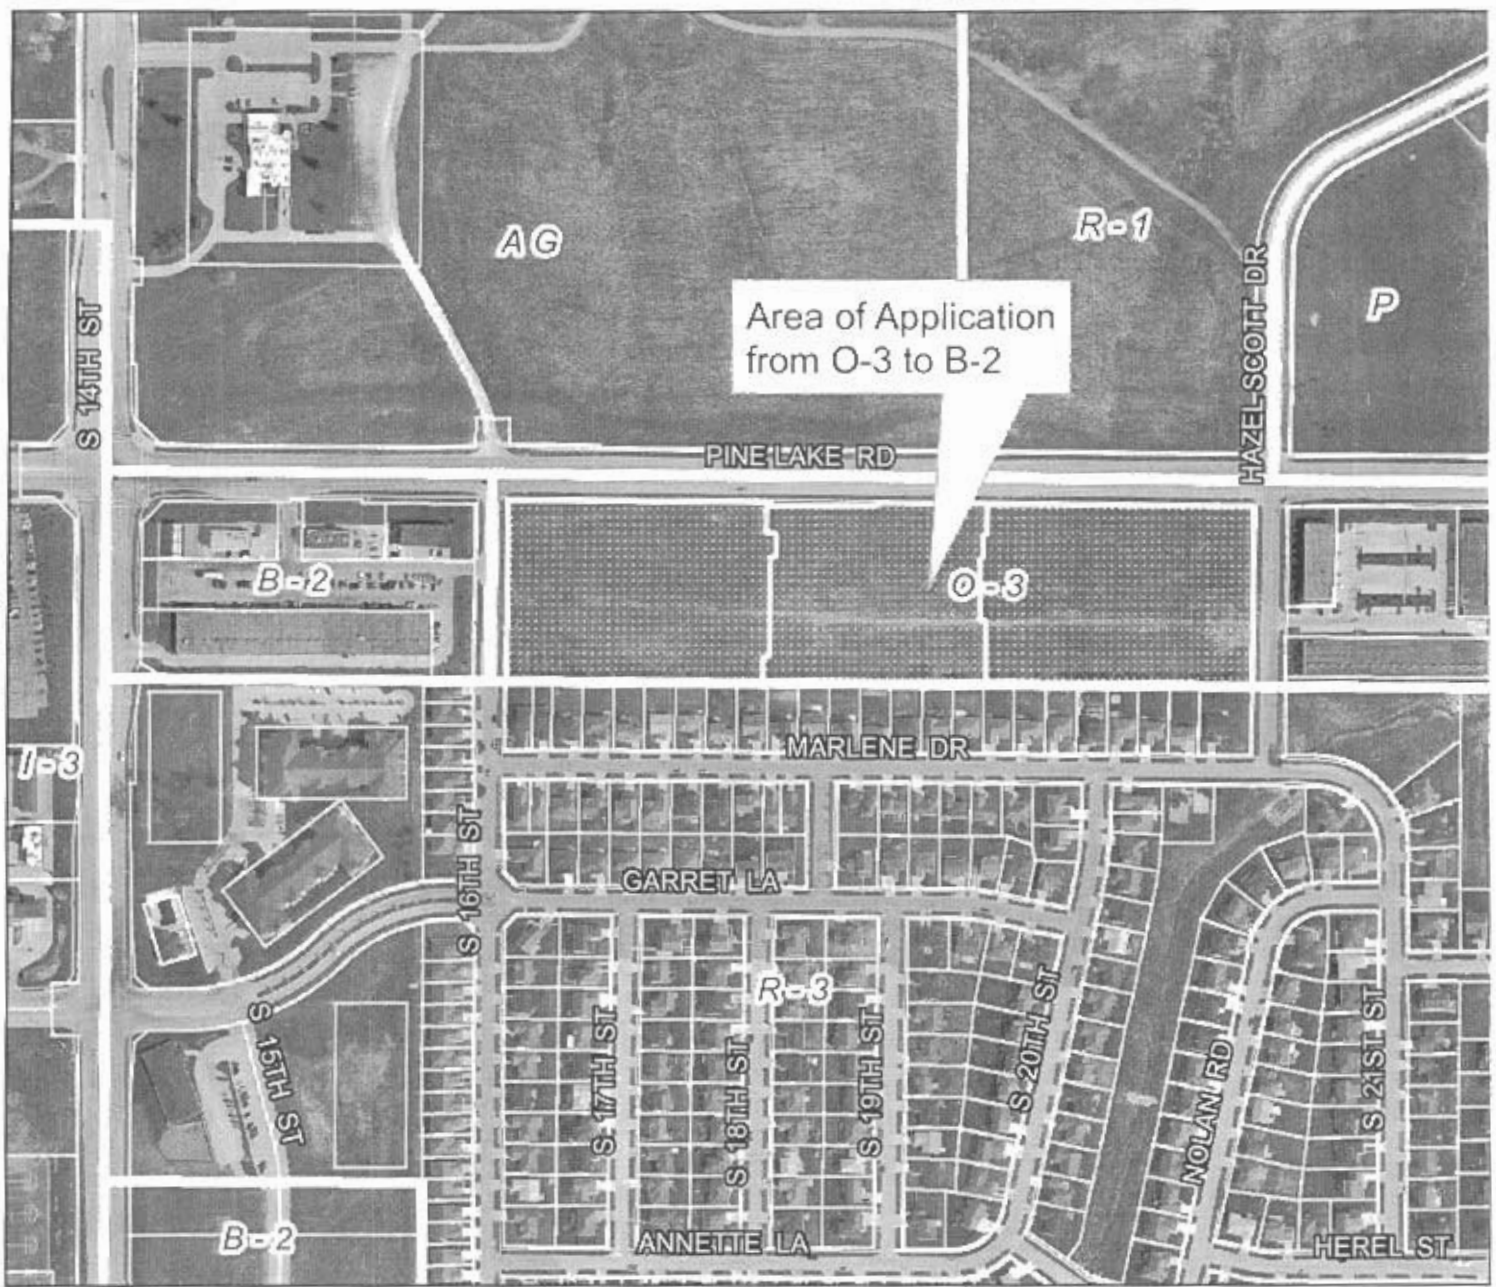 AG
R-1
P
S 14TH ST
HAZEL SCOTT DR
Area of Application
from O-3 to B-2
PINE LAKE RD
B-2
O-3
I-3
MARLENE DR
S 16TH ST
GARRET LA
R-3
S 15TH ST
S 17TH ST
S 18TH ST
S 19TH ST
S 20TH ST
NOLAN RD
S 21ST ST
B-2
ANNETTE LA
HEREL ST